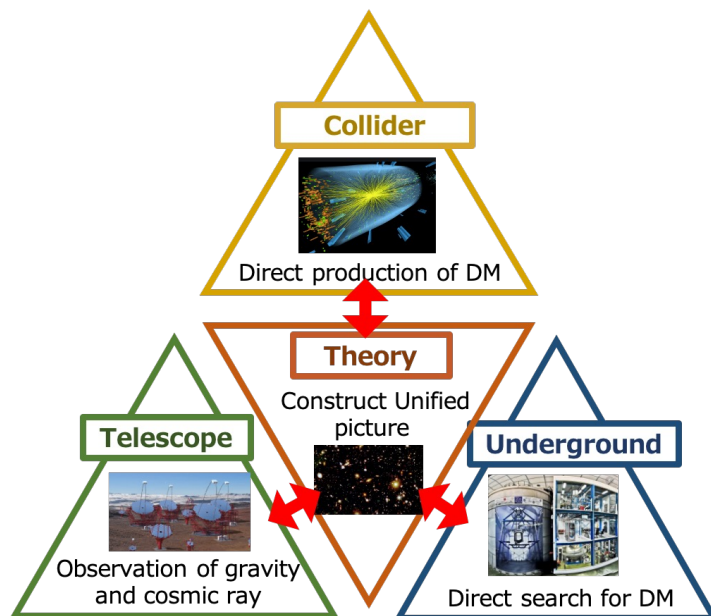 Collider
Direct production of DM
Theory
Construct Unified
picture
Telescope
Observation of gravity
and cosmic ray
Underground
Direct search for DM